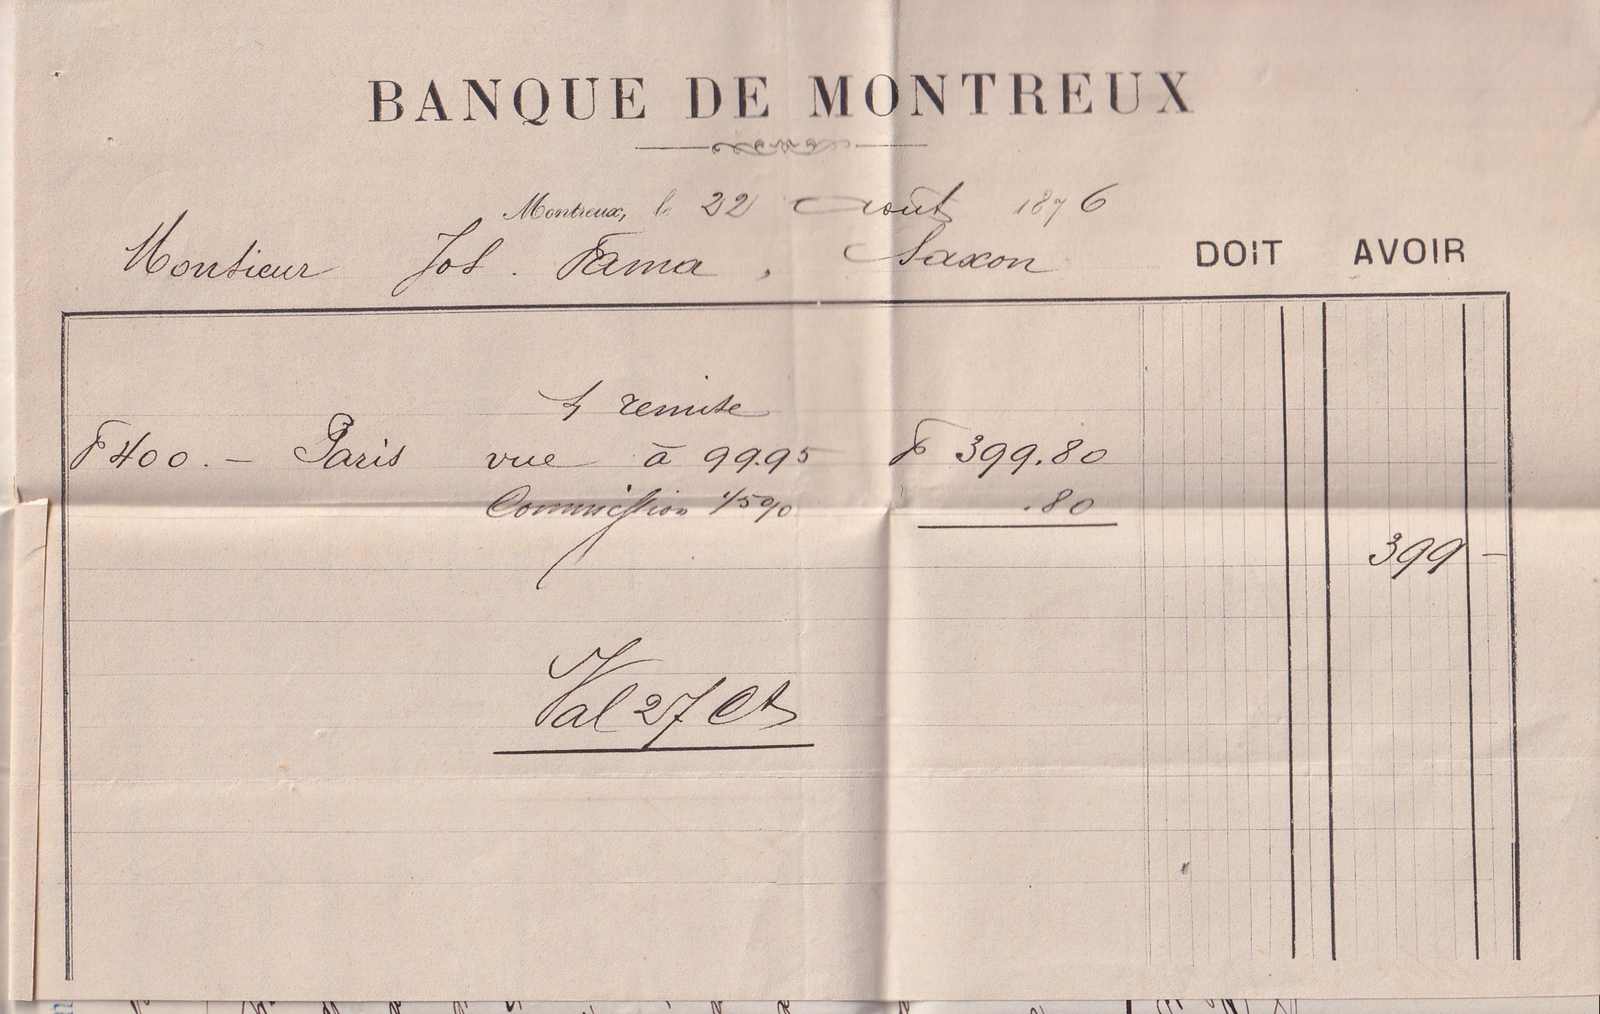 BANQUE DE MONTREUX
Montreux, le 22 Août 1876
Monsieur Jos. Fama, Saxon
DOIT AVOIR
remise
F 400. — Paris vue à 99.95 F 399.80
Commission 1/5 % .80
399 —
Val 27 Ct